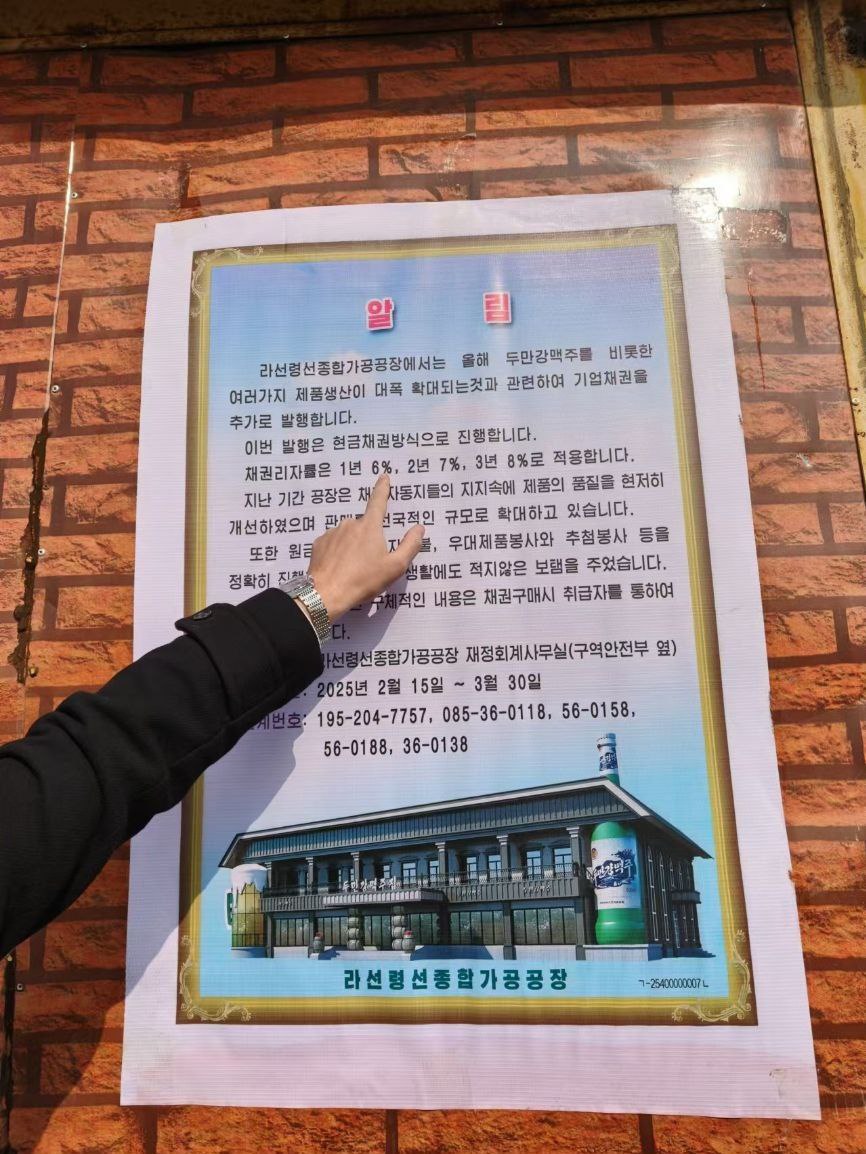 알 림
라선령선종합가공공장에서는 올해 두만강맥주를 비롯한
여러가지 제품생산이 대폭 확대되는것과 관련하여 기업채권을
추가로 발행합니다.
이번 발행은 현금채권방식으로 진행합니다.
채권리자률은 1년 6%, 2년 7%, 3년 8%로 적용합니다.
지난 기간 공장은 동지들의 지지속에 제품의 품질을 현저히
개선하였으며 규모로 확대하고 있습니다.
또한 우대제품봉사와 추첨봉사 등을
정확히 생활에도 적지않은 보탬을 주었습니다.
구체적인 내용은 채권구매시 취급자를 통하여
라선령선종합가공공장 재정회계사무실(구역안전부 옆)
2025년 2월 15일 ~ 3월 30일
195-204-7757, 085-36-0118, 56-0158,
56-0188, 36-0138
두만강맥주집
두만강맥주
라선령선종합가공공장
ㄱ-25400000007ㄴ